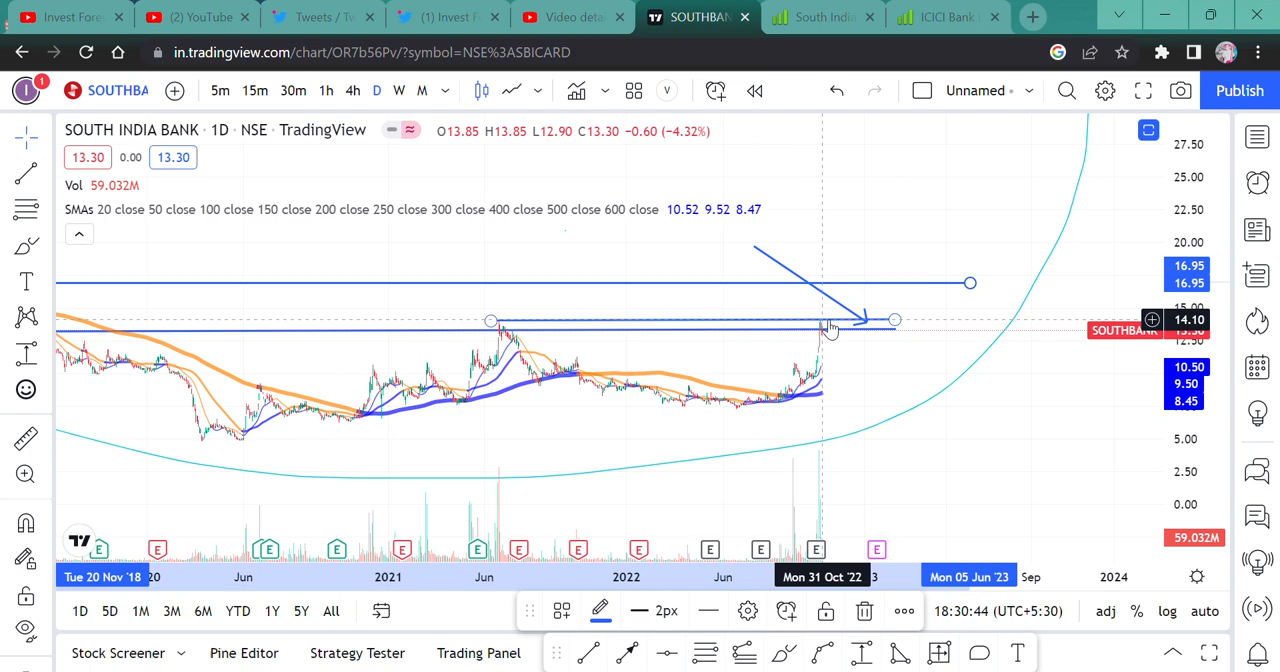 Invest Fore
(2) YouTube
Tweets / Tw
(1) Invest F
Video deta
SOUTHBAN
South India
ICICI Bank
in.tradingview.com/chart/OR7b56Pv/?symbol=NSE%3ASBICARD
I
1
SOUTHBA
5m 15m 30m 1h 4h D W M
V
Unnamed
Publish
SOUTH INDIA BANK · 1D · NSE · TradingView
O13.85 H13.85 L12.90 C13.30 −0.60 (−4.32%)
13.30 0.00 13.30
Vol 59.032M
SMAs 20 close 50 close 100 close 150 close 200 close 250 close 300 close 400 close 500 close 600 close 10.52 9.52 8.47
27.50
25.00
22.50
20.00
16.95
16.95
15.00
14.10
SOUTHBANK 13.30
12.50
10.50
9.50
8.45
5.00
2.50
0.00
59.032M
E E E E E E E E E E E E E E
Tue 20 Nov '18 20 Jun 2021 Jun 2022 Jun Mon 31 Oct '22 3 Mon 05 Jun '23 Sep 2024
1D 5D 1M 3M 6M YTD 1Y 5Y All
2px
18:30:44 (UTC+5:30) adj % log auto
Stock Screener Pine Editor Strategy Tester Trading Panel
T